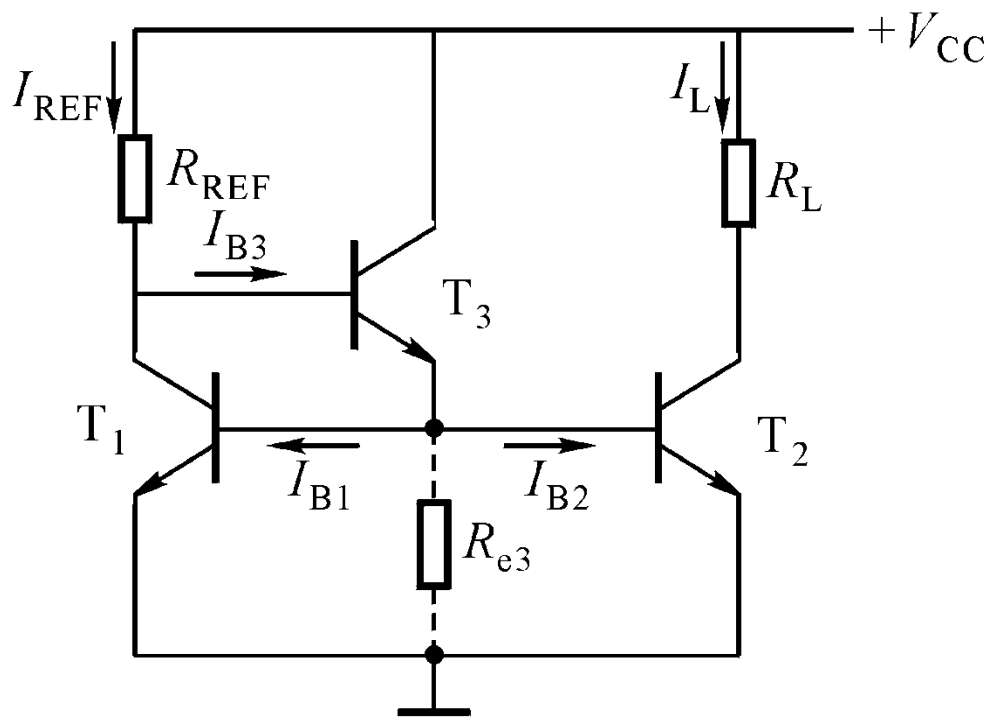 + V_CC
I_REF
I_L
R_REF
R_L
I_B3
T_3
T_1
T_2
I_B1
I_B2
R_e3